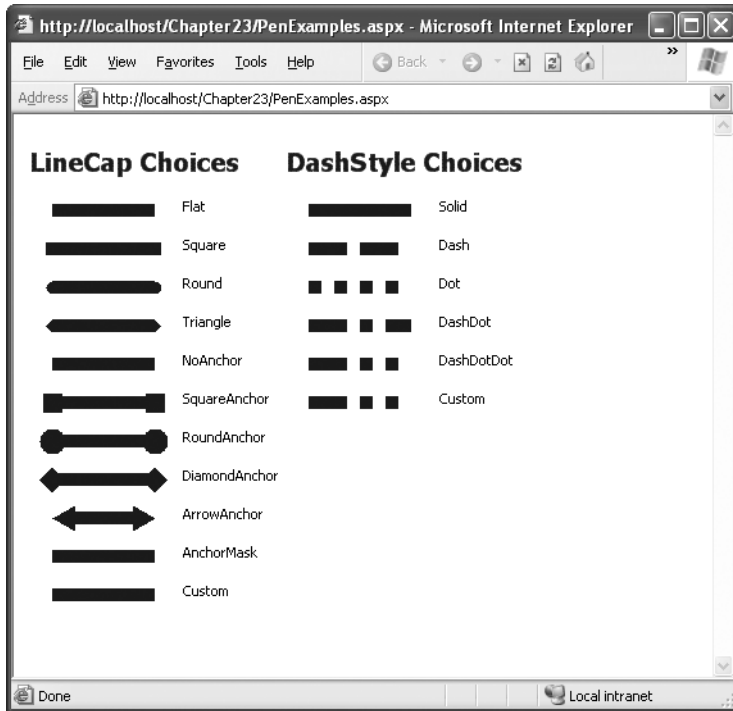 http://localhost/Chapter23/PenExamples.aspx - Microsoft Internet Explorer
File Edit View Favorites Tools Help Back »
Address http://localhost/Chapter23/PenExamples.aspx
LineCap Choices
Flat
Square
Round
Triangle
NoAnchor
SquareAnchor
RoundAnchor
DiamondAnchor
ArrowAnchor
AnchorMask
Custom
DashStyle Choices
Solid
Dash
Dot
DashDot
DashDotDot
Custom
Done Local intranet